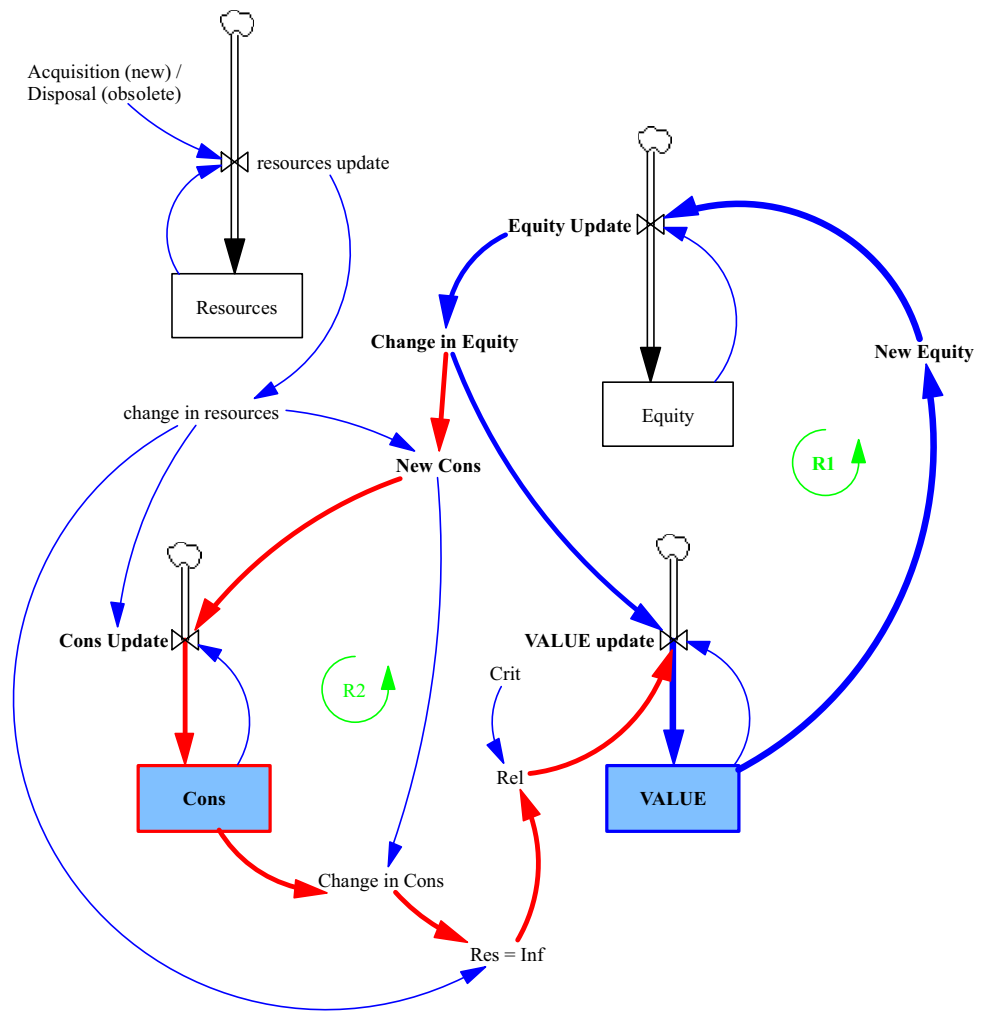 Acquisition (new) /
Disposal (obsolete)
resources update
Resources
Equity Update
Change in Equity
New Equity
Equity
change in resources
New Cons
R1
Cons Update
VALUE update
R2
Crit
Rel
Cons
VALUE
Change in Cons
Res = Inf